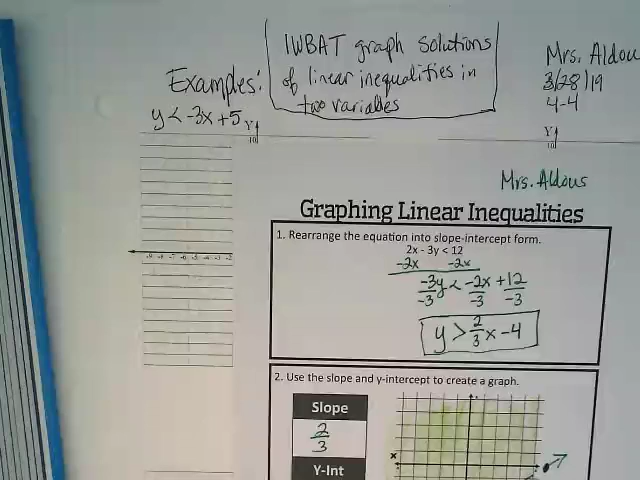 IWBAT graph solutions
of linear inequalities in
two variables
Examples:
y < -3x + 5
Mrs. Aldou
3/28/19
4-4
Y
10
Y
10
Mrs. Aldous
Graphing Linear Inequalities
1. Rearrange the equation into slope-intercept form.
2x - 3y < 12
-2x -2x
-3y < -2x + 12
-3 -3 -3
y > 2/3 x - 4
2. Use the slope and y-intercept to create a graph.
Slope
2/3
Y-Int
x